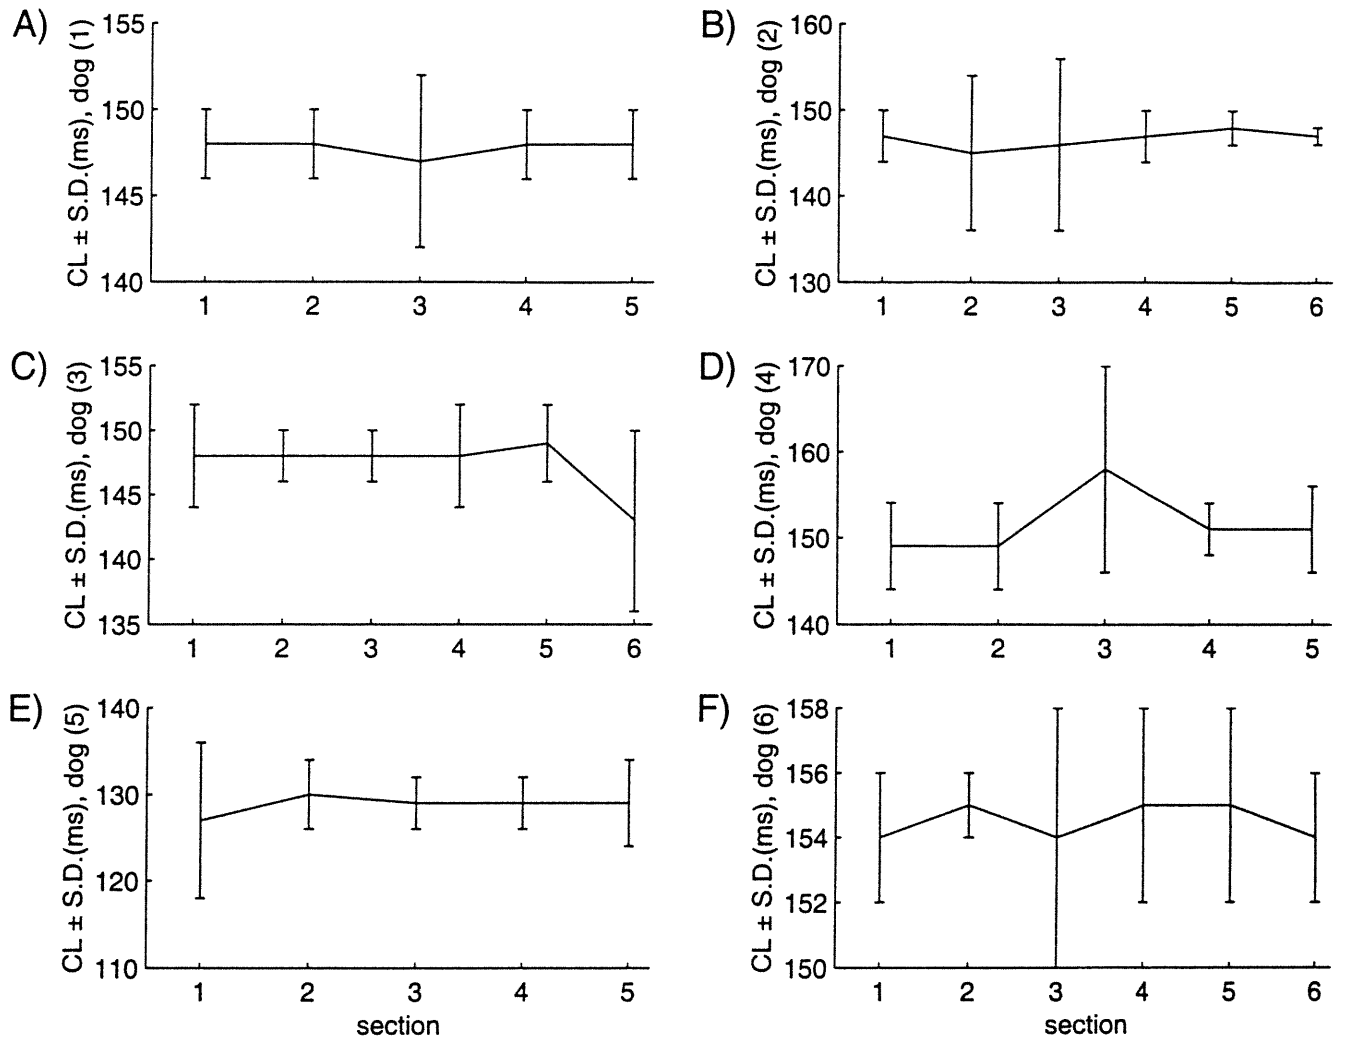 A)
CL ± S.D.(ms), dog (1)
155
150
145
140
1 2 3 4 5
B)
CL ± S.D.(ms), dog (2)
160
150
140
130
1 2 3 4 5 6
C)
CL ± S.D.(ms), dog (3)
155
150
145
140
135
1 2 3 4 5 6
D)
CL ± S.D.(ms), dog (4)
170
160
150
140
1 2 3 4 5
E)
CL ± S.D.(ms), dog (5)
140
130
120
110
1 2 3 4 5
section
F)
CL ± S.D.(ms), dog (6)
158
156
154
152
150
1 2 3 4 5 6
section